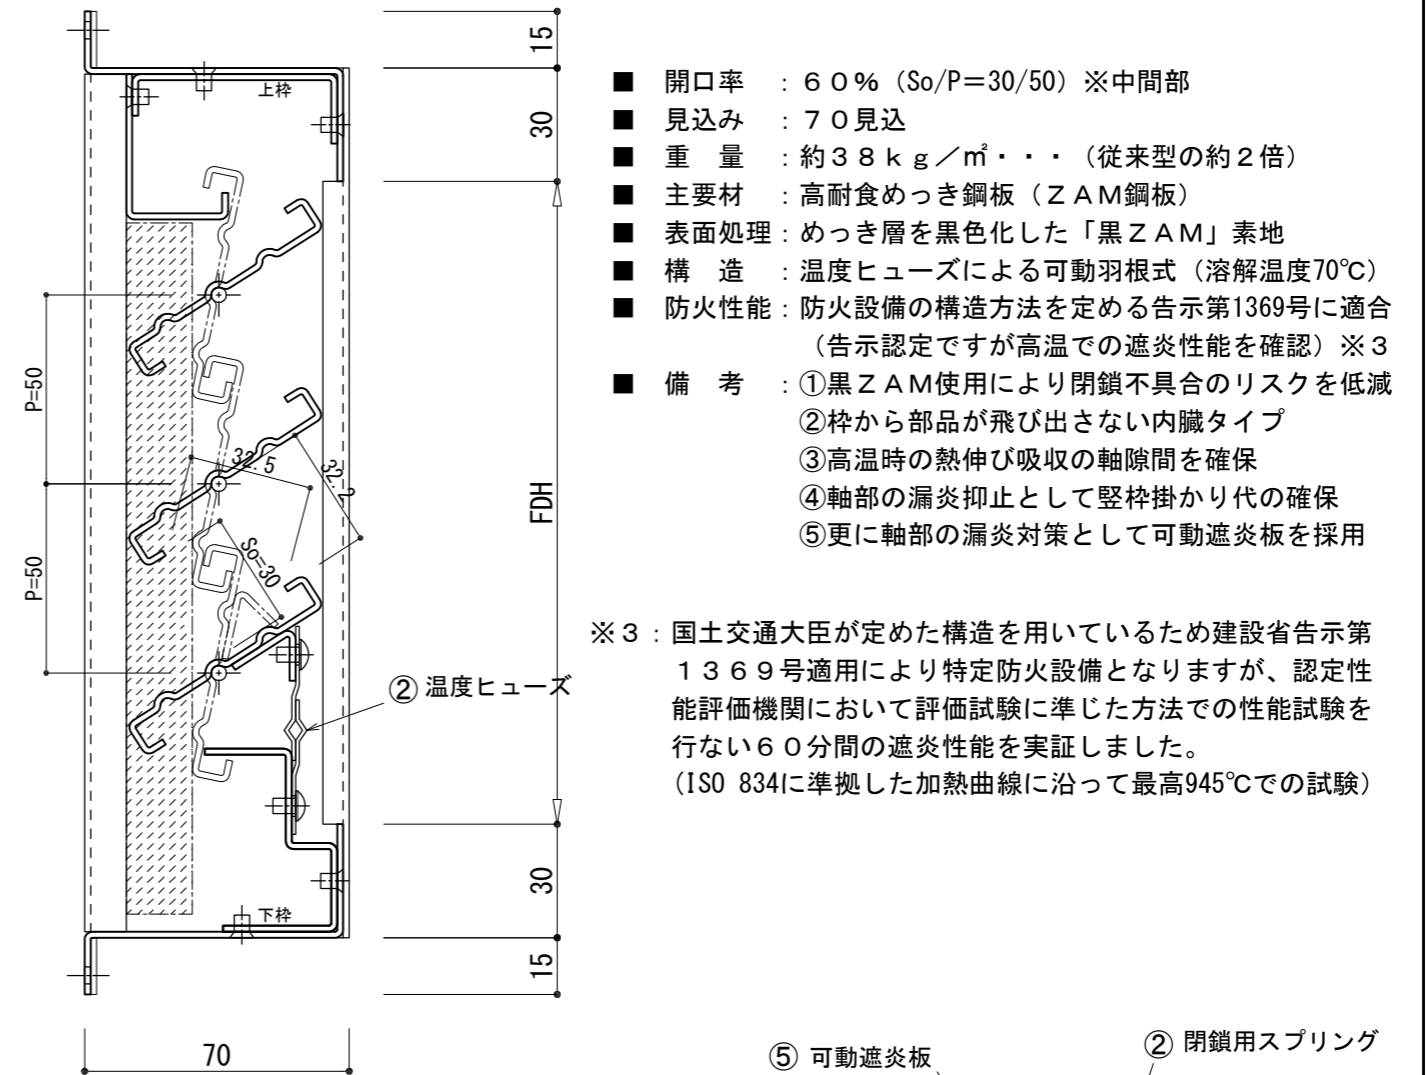 15
上枠
30
P=50
32.5
32.2
So=30
P=50
FDH
② 温度ヒューズ
30
下枠
15
70
■ 開口率 : 60% (So/P=30/50) ※中間部
■ 見込み : 70見込
■ 重 量 : 約38kg/㎡・・・(従来型の約2倍)
■ 主要材 : 高耐食めっき鋼板(ZAM鋼板)
■ 表面処理 : めっき層を黒色化した「黒ZAM」素地
■ 構 造 : 温度ヒューズによる可動羽根式(溶解温度70℃)
■ 防火性能 : 防火設備の構造方法を定める告示第1369号に適合
(告示認定ですが高温での遮炎性能を確認)※3
■ 備 考 : ①黒ZAM使用により閉鎖不具合のリスクを低減
②枠から部品が飛び出さない内臓タイプ
③高温時の熱伸び吸収の軸隙間を確保
④軸部の漏炎抑止として竪枠掛かり代の確保
⑤更に軸部の漏炎対策として可動遮炎板を採用
※3 : 国土交通大臣が定めた構造を用いているため建設省告示第
1369号適用により特定防火設備となりますが、認定性
能評価機関において評価試験に準じた方法での性能試験を
行ない60分間の遮炎性能を実証しました。
(ISO 834に準拠した加熱曲線に沿って最高945℃での試験)
⑤ 可動遮炎板
② 閉鎖用スプリング